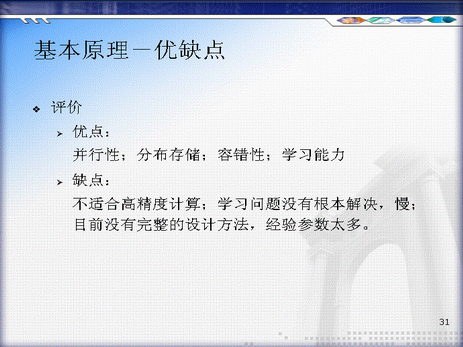 基本原理－优缺点
评价
优点：
并行性；分布存储；容错性；学习能力
缺点：
不适合高精度计算；学习问题没有根本解决，慢；
目前没有完整的设计方法，经验参数太多。
31